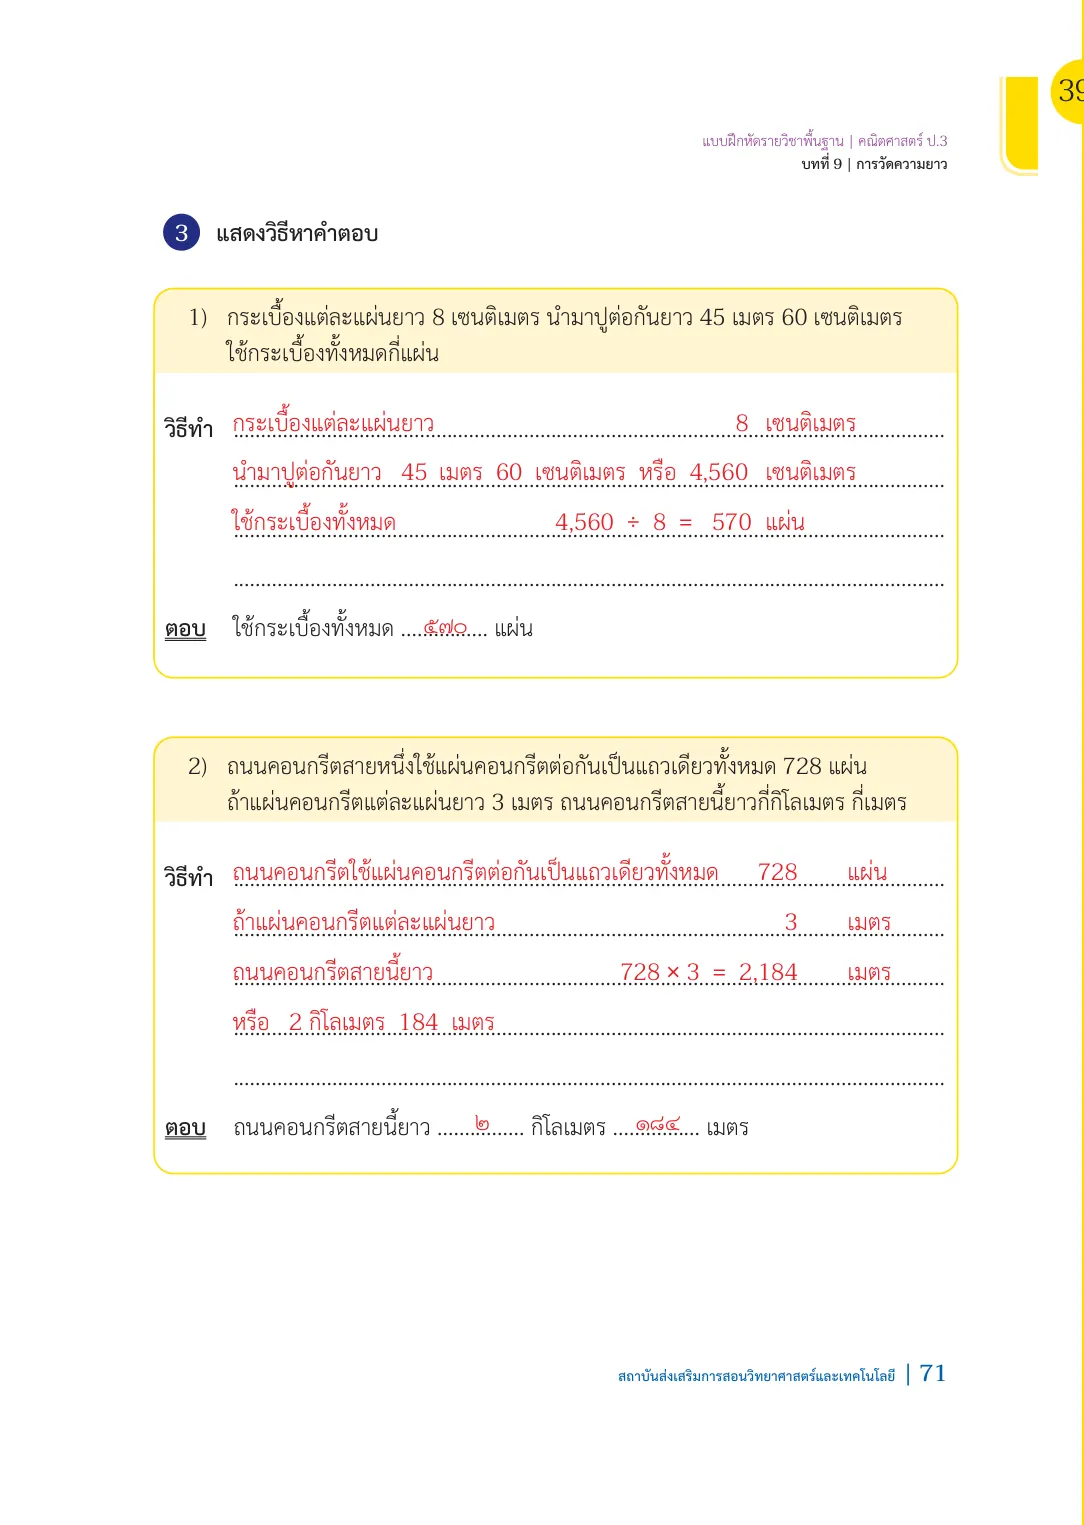 39
แบบฝึกหัดรายวิชาพื้นฐาน | คณิตศาสตร์ ป.3
บทที่ 9 | การวัดความยาว
3 แสดงวิธีหาคำตอบ
1) กระเบื้องแต่ละแผ่นยาว 8 เซนติเมตร นำมาปูต่อกันยาว 45 เมตร 60 เซนติเมตร
ใช้กระเบื้องทั้งหมดกี่แผ่น
วิธีทำ กระเบื้องแต่ละแผ่นยาว 8 เซนติเมตร
นำมาปูต่อกันยาว 45 เมตร 60 เซนติเมตร หรือ 4,560 เซนติเมตร
ใช้กระเบื้องทั้งหมด 4,560 ÷ 8 = 570 แผ่น
ตอบ ใช้กระเบื้องทั้งหมด ๕๗๐ แผ่น
2) ถนนคอนกรีตสายหนึ่งใช้แผ่นคอนกรีตต่อกันเป็นแถวเดียวทั้งหมด 728 แผ่น
ถ้าแผ่นคอนกรีตแต่ละแผ่นยาว 3 เมตร ถนนคอนกรีตสายนี้ยาวกี่กิโลเมตร กี่เมตร
วิธีทำ ถนนคอนกรีตใช้แผ่นคอนกรีตต่อกันเป็นแถวเดียวทั้งหมด 728 แผ่น
ถ้าแผ่นคอนกรีตแต่ละแผ่นยาว 3 เมตร
ถนนคอนกรีตสายนี้ยาว 728 × 3 = 2,184 เมตร
หรือ 2 กิโลเมตร 184 เมตร
ตอบ ถนนคอนกรีตสายนี้ยาว ๒ กิโลเมตร ๑๘๔ เมตร
สถาบันส่งเสริมการสอนวิทยาศาสตร์และเทคโนโลยี | 71